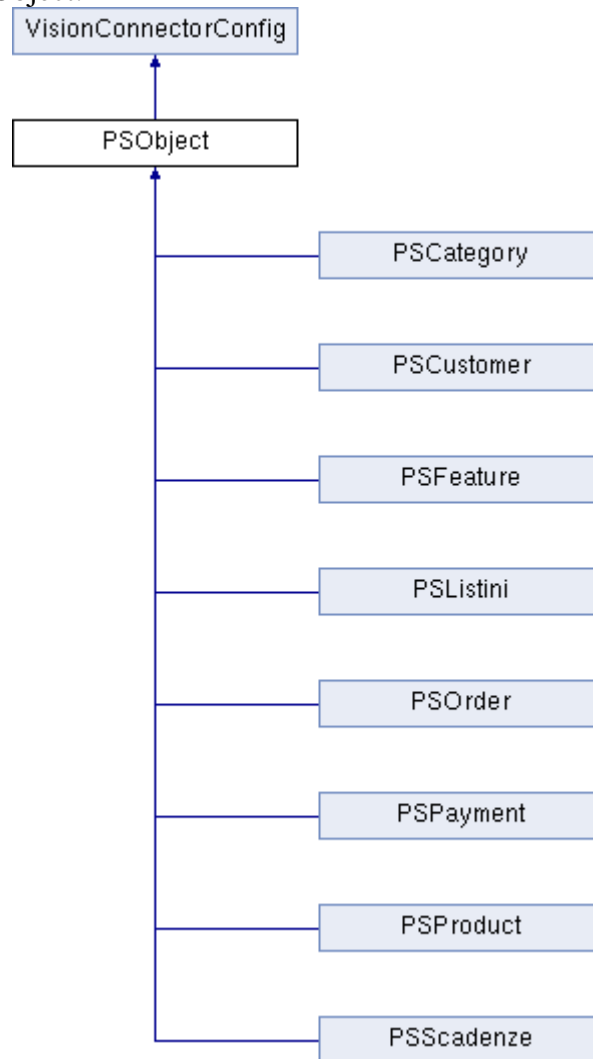 VisionConnectorConfig
PSObject
PSCategory
PSCustomer
PSFeature
PSListini
PSOrder
PSPayment
PSProduct
PSScadenze